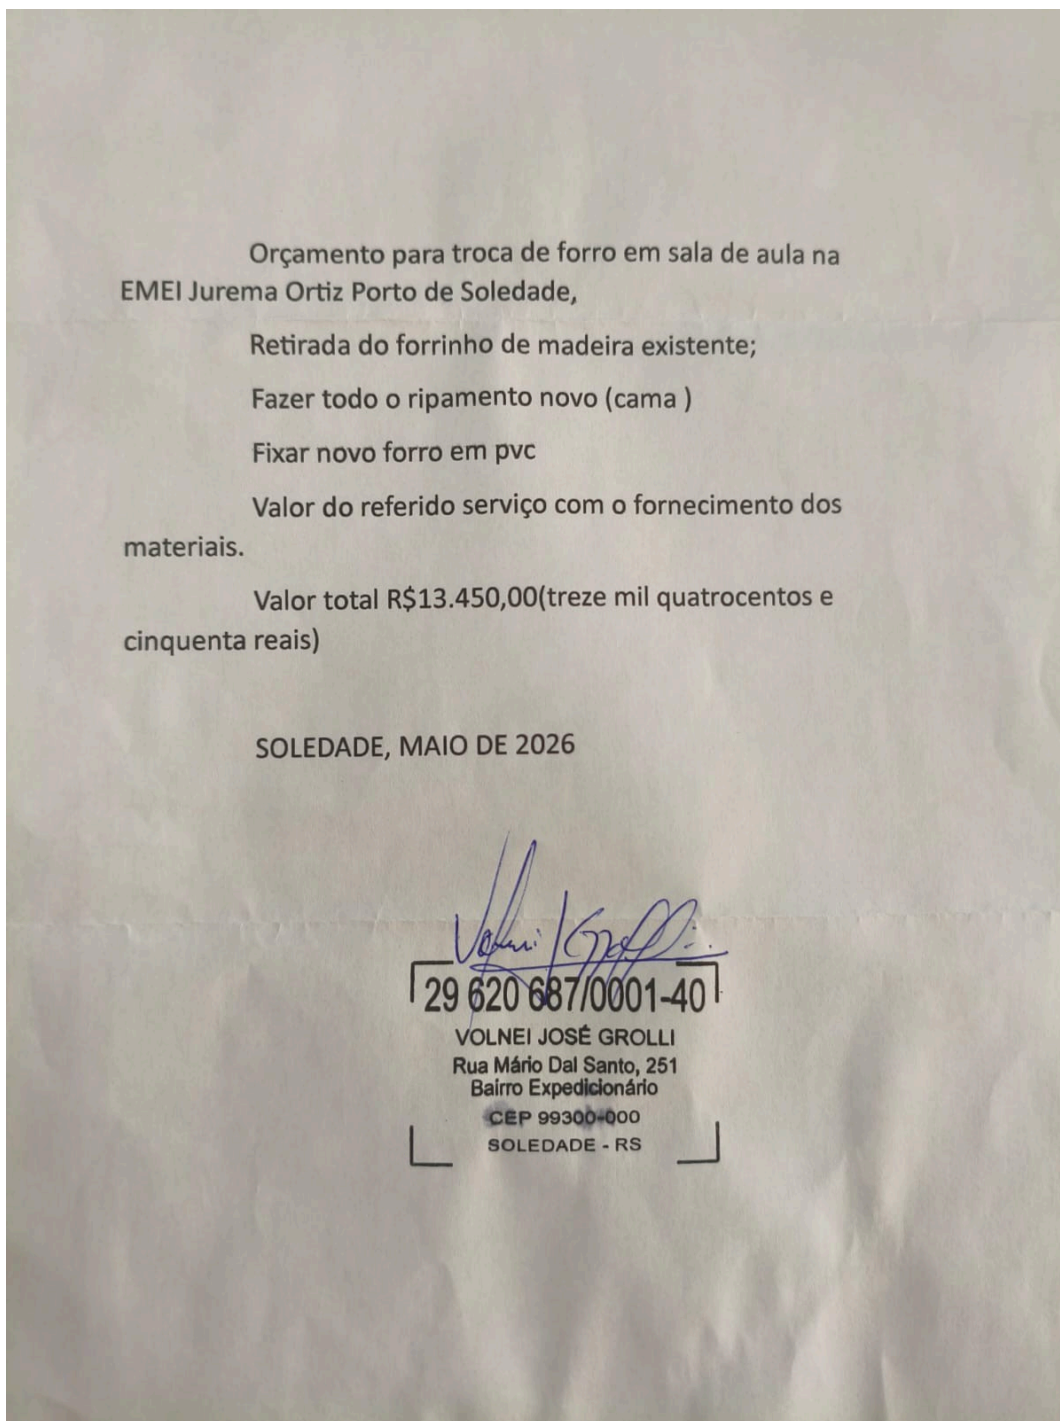 Orçamento para troca de forro em sala de aula na
EMEI Jurema Ortiz Porto de Soledade,
Retirada do forrinho de madeira existente;
Fazer todo o ripamento novo (cama )
Fixar novo forro em pvc
Valor do referido serviço com o fornecimento dos
materiais.
Valor total R$13.450,00(treze mil quatrocentos e
cinquenta reais)
SOLEDADE, MAIO DE 2026
Volnei J Grolli
29 620 687/0001-40
VOLNEI JOSÉ GROLLI
Rua Mário Dal Santo, 251
Bairro Expedicionário
CEP 99300-000
SOLEDADE - RS